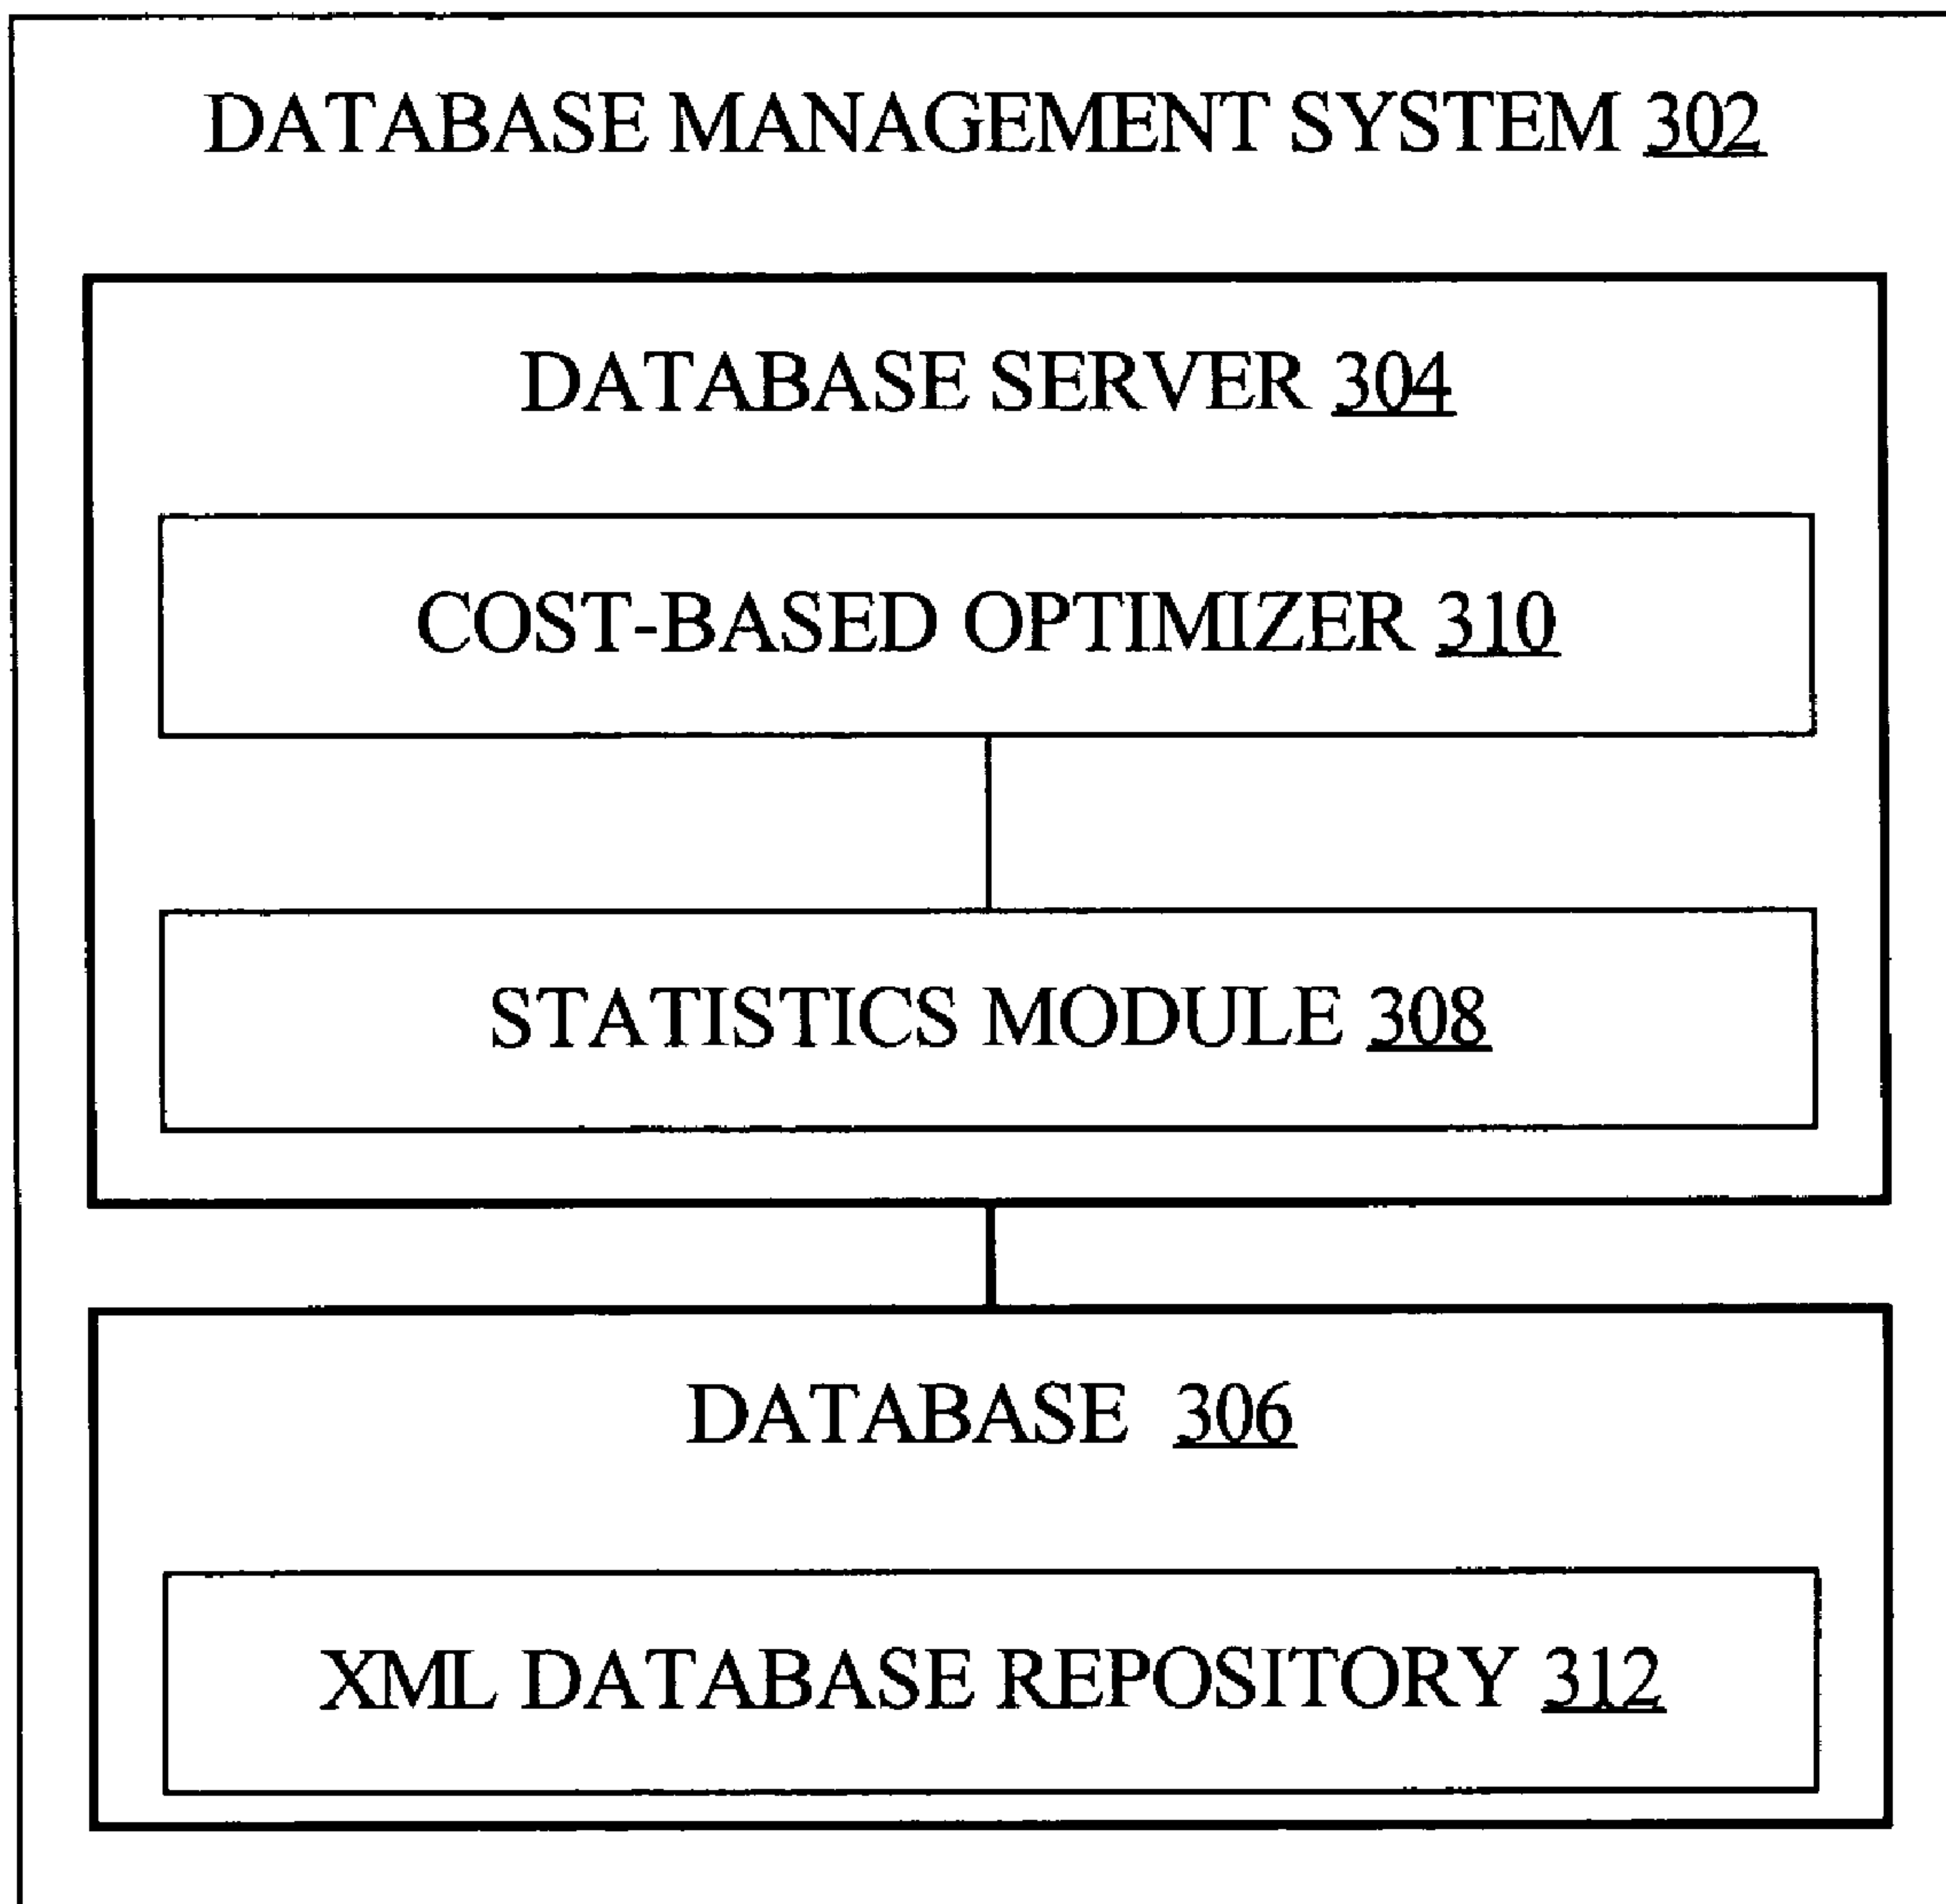 DATABASE MANAGEMENT SYSTEM 302
DATABASE SERVER 304
COST-BASED OPTIMIZER 310
STATISTICS MODULE 308
DATABASE 306
XML DATABASE REPOSITORY 312